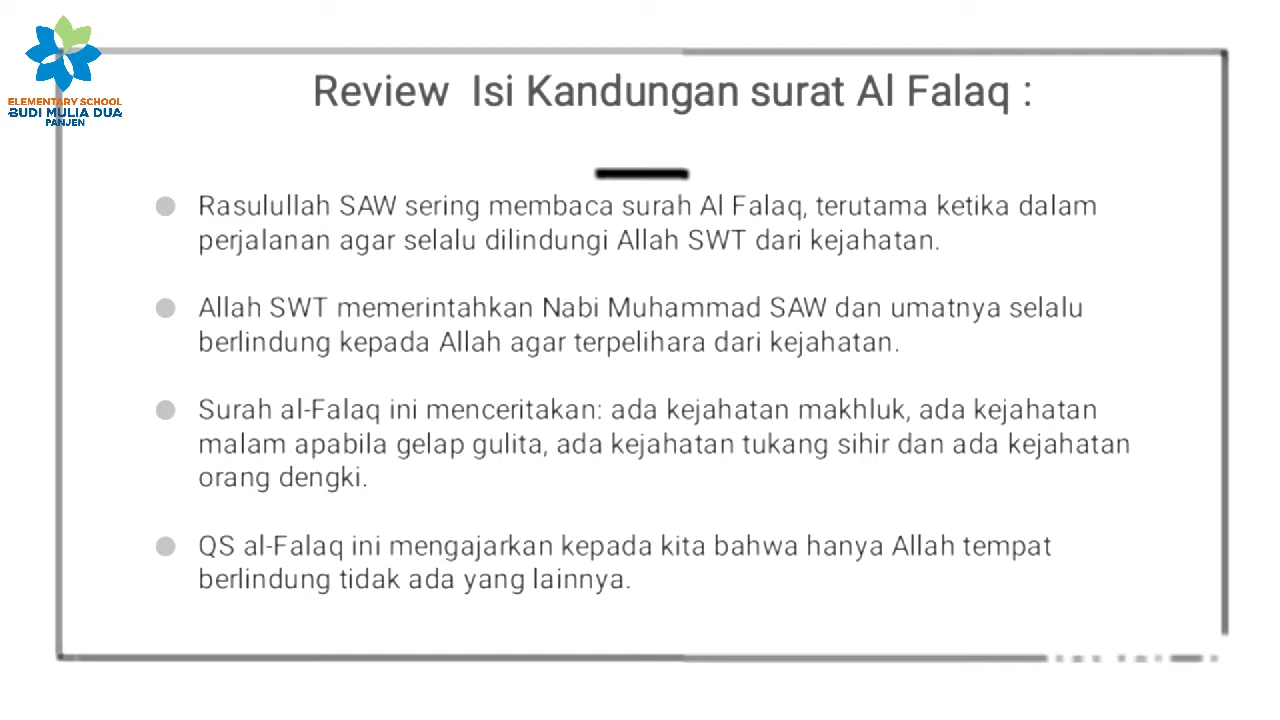 ELEMENTARY SCHOOL
BUDI MULIA DUA
PANJEN
Review Isi Kandungan surat Al Falaq :
Rasulullah SAW sering membaca surah Al Falaq, terutama ketika dalam
perjalanan agar selalu dilindungi Allah SWT dari kejahatan.
Allah SWT memerintahkan Nabi Muhammad SAW dan umatnya selalu
berlindung kepada Allah agar terpelihara dari kejahatan.
Surah al-Falaq ini menceritakan: ada kejahatan makhluk, ada kejahatan
malam apabila gelap gulita, ada kejahatan tukang sihir dan ada kejahatan
orang dengki.
QS al-Falaq ini mengajarkan kepada kita bahwa hanya Allah tempat
berlindung tidak ada yang lainnya.